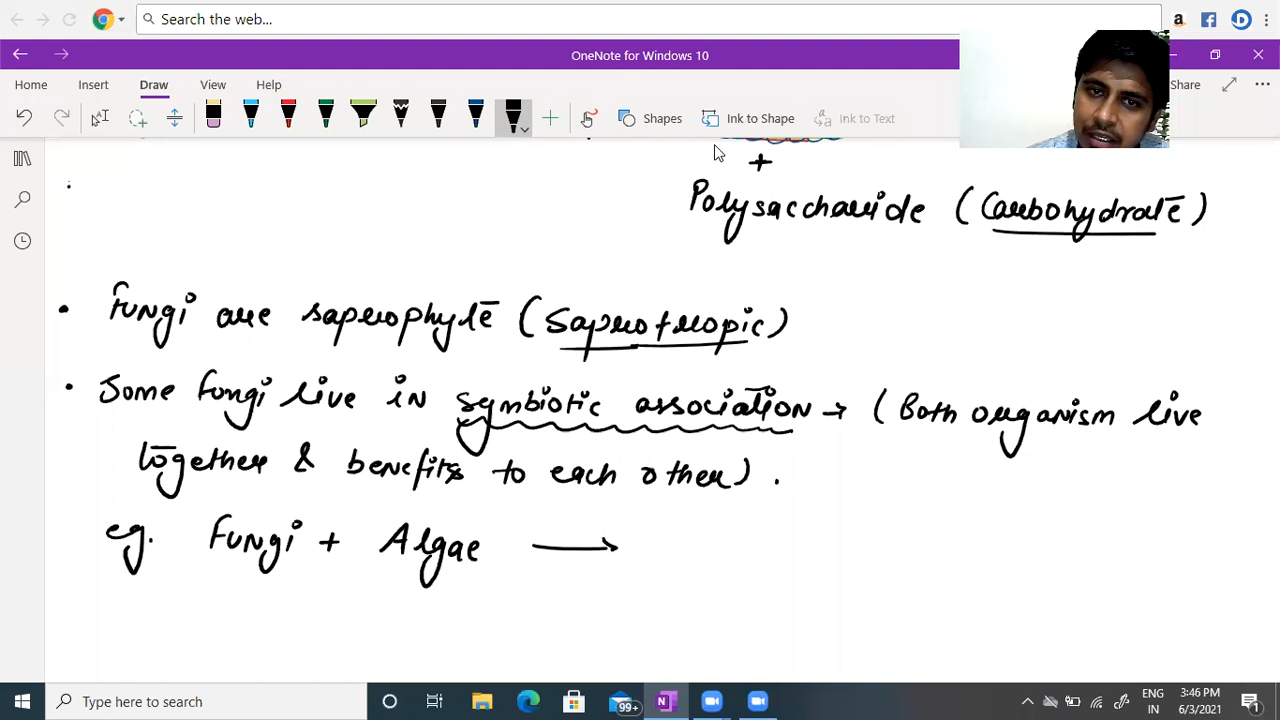 Search the web...
OneNote for Windows 10
Home Insert Draw View Help Share
Shapes Ink to Shape Ink to Text
+
Polysaccharide (Carbohydrate)
• Fungi are saprophyte (Saprotropic)
• Some fungi live in symbiotic association → (Both organism live
together & benefits to each other).
eg. Fungi + Algae →
Type here to search
99+
ENG
IN
3:46 PM
6/3/2021
1